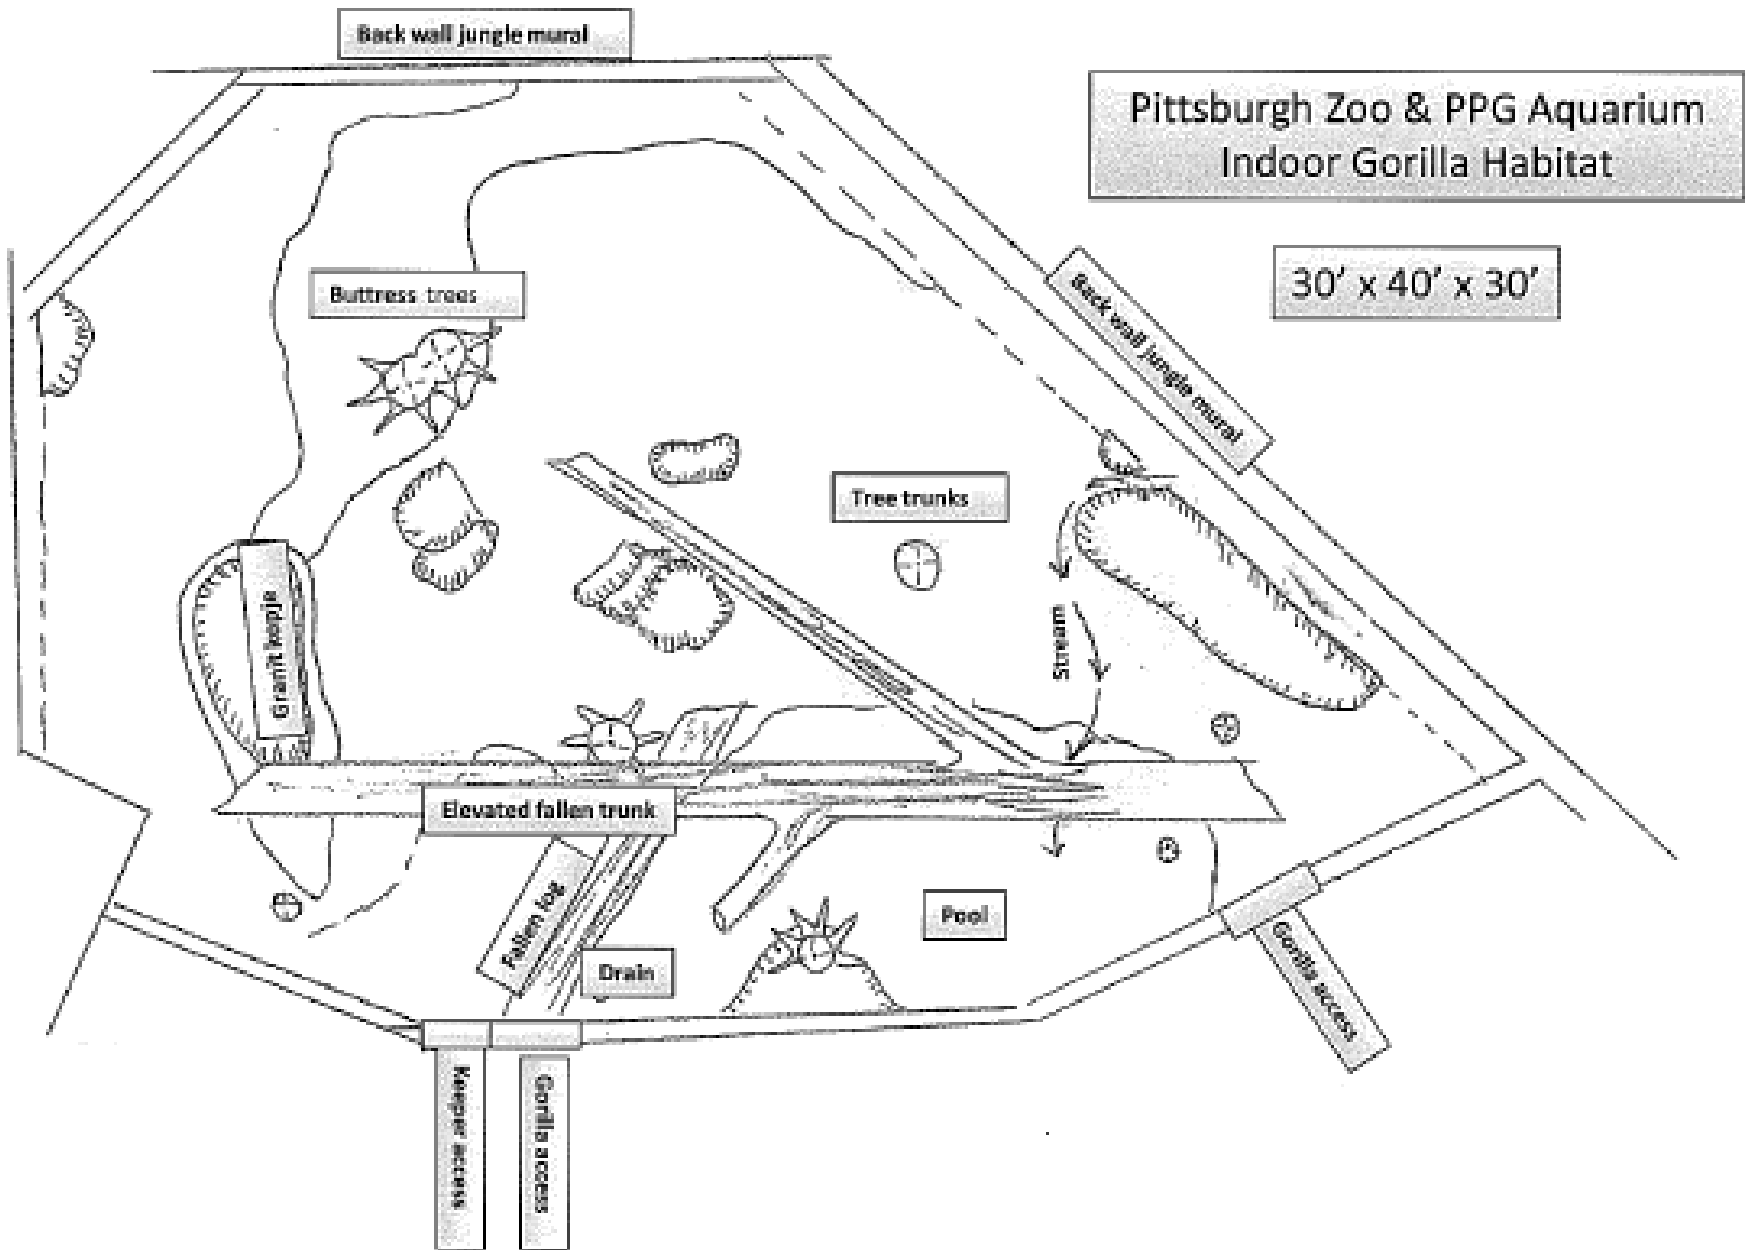 Back wall jungle mural
Pittsburgh Zoo & PPG Aquarium
Indoor Gorilla Habitat
30' x 40' x 30'
Back wall jungle mural
Buttress trees
Tree trunks
Granit kopje
Stream
Elevated fallen trunk
Fallen log
Pool
Drain
Gorilla access
Keeper access
Gorilla access